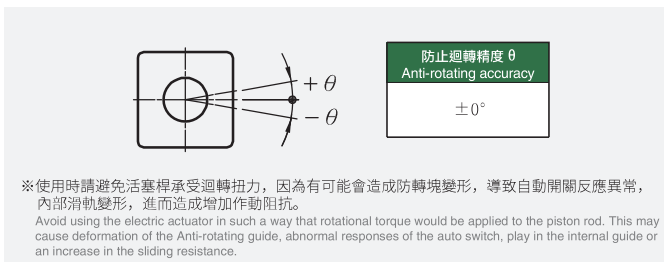 防止迴轉精度 θ
Anti-rotating accuracy
+θ
±0°
−θ
※使用時請避免活塞桿承受迴轉扭力，因為有可能會造成防轉塊變形，導致自動開關反應異常，
內部滑軌變形，進而造成增加作動阻抗。
Avoid using the electric actuator in such a way that rotational torque would be applied to the piston rod. This may
cause deformation of the Anti-rotating guide, abnormal responses of the auto switch, play in the internal guide or
an increase in the sliding resistance.